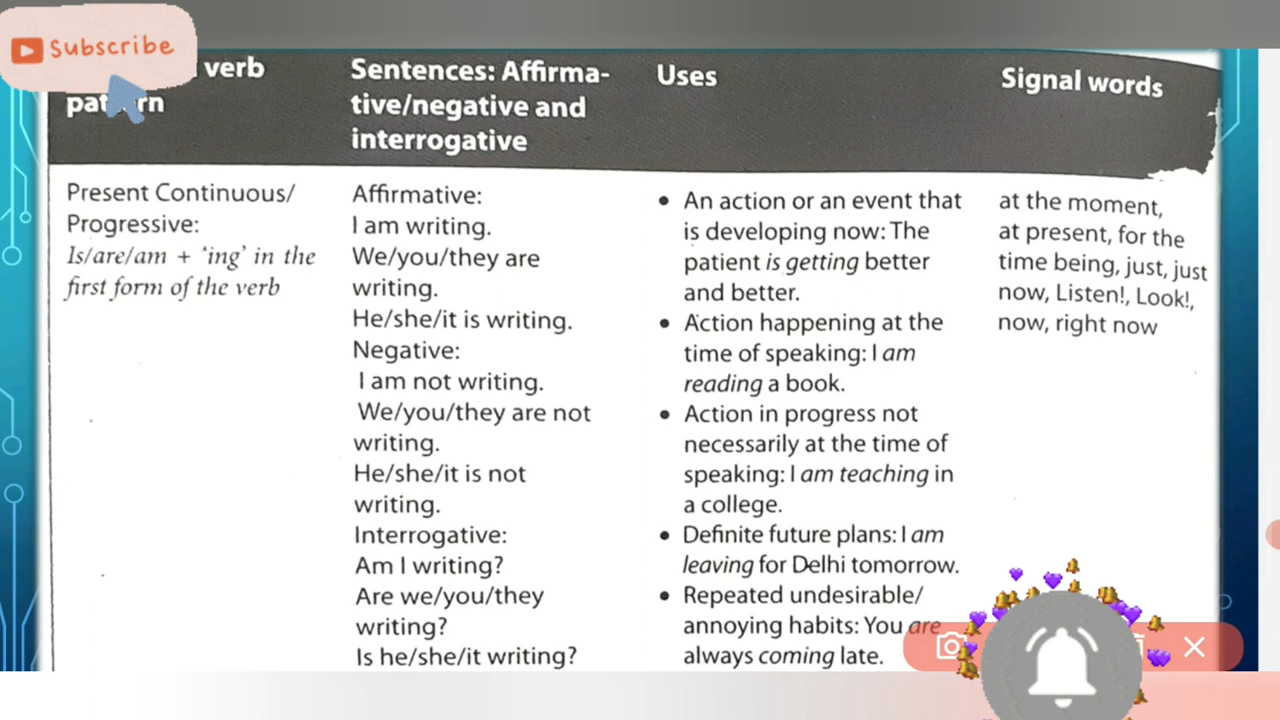 Subscribe
verb
Sentences: Affirma-
tive/negative and
interrogative
Uses
Signal words
Present Continuous/
Progressive:
Is/are/am + ‘ing’ in the
first form of the verb
Affirmative:
I am writing.
We/you/they are
writing.
He/she/it is writing.
Negative:
I am not writing.
We/you/they are not
writing.
He/she/it is not
writing.
Interrogative:
Am I writing?
Are we/you/they
writing?
Is he/she/it writing?
• An action or an event that
is developing now: The
patient is getting better
and better.
• Action happening at the
time of speaking: I am
reading a book.
• Action in progress not
necessarily at the time of
speaking: I am teaching in
a college.
• Definite future plans: I am
leaving for Delhi tomorrow.
• Repeated undesirable/
annoying habits: You are
always coming late.
at the moment,
at present, for the
time being, just, just
now, Listen!, Look!,
now, right now